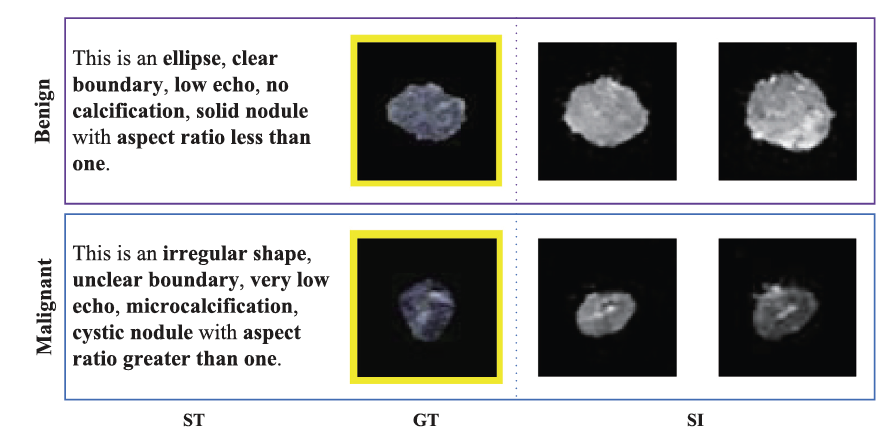 Benign
This is an ellipse, clear
boundary, low echo, no
calcification, solid nodule
with aspect ratio less than
one.
Malignant
This is an irregular shape,
unclear boundary, very low
echo, microcalcification,
cystic nodule with aspect
ratio greater than one.
ST GT SI